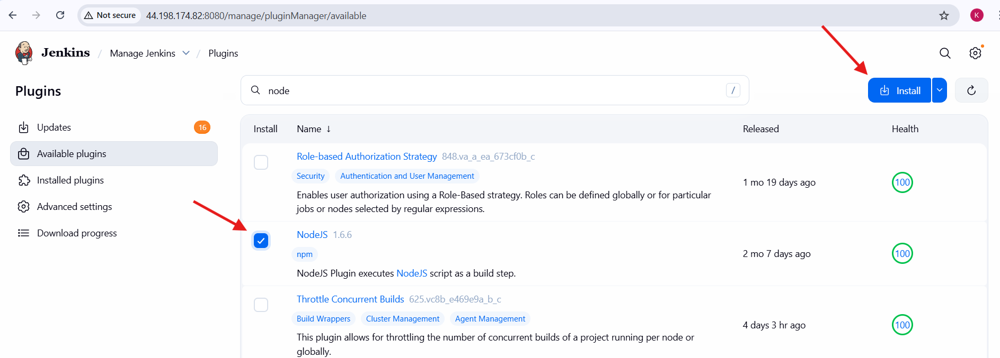 Not secure 44.198.174.82:8080/manage/pluginManager/available K
Jenkins / Manage Jenkins / Plugins
Plugins
node /
Install
Updates 16
Available plugins
Installed plugins
Advanced settings
Download progress
Install Name ↓ Released Health
Role-based Authorization Strategy 848.va_a_ea_673cf0b_c
Security Authentication and User Management
Enables user authorization using a Role-Based strategy. Roles can be defined globally or for particular
jobs or nodes selected by regular expressions.
1 mo 19 days ago
100
NodeJS 1.6.6
npm
NodeJS Plugin executes NodeJS script as a build step.
2 mo 7 days ago
100
Throttle Concurrent Builds 625.vc8b_e469e9a_b_c
Build Wrappers Cluster Management Agent Management
This plugin allows for throttling the number of concurrent builds of a project running per node or
globally.
4 days 3 hr ago
100